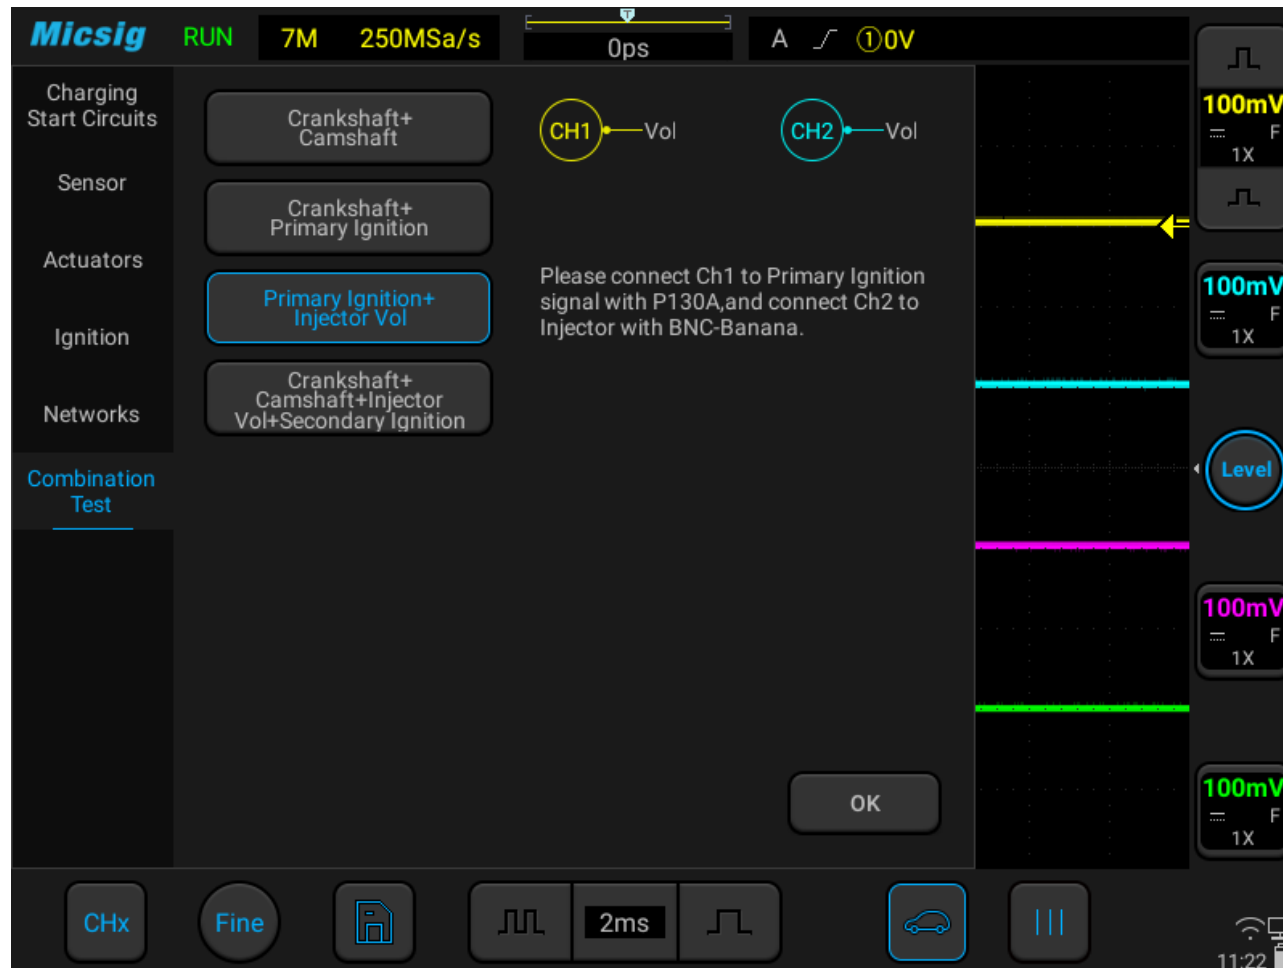 Micsig RUN 7M 250MSa/s T 0ps A ①0V
Charging
Start Circuits
Sensor
Actuators
Ignition
Networks
Combination
Test
Crankshaft+
Camshaft
Crankshaft+
Primary Ignition
Primary Ignition+
Injector Vol
Crankshaft+
Camshaft+Injector
Vol+Secondary Ignition
CH1 Vol CH2 Vol
Please connect Ch1 to Primary Ignition
signal with P130A,and connect Ch2 to
Injector with BNC-Banana.
OK
100mV
F
1X
100mV
F
1X
Level
100mV
F
1X
100mV
F
1X
CHx Fine 2ms
11:22